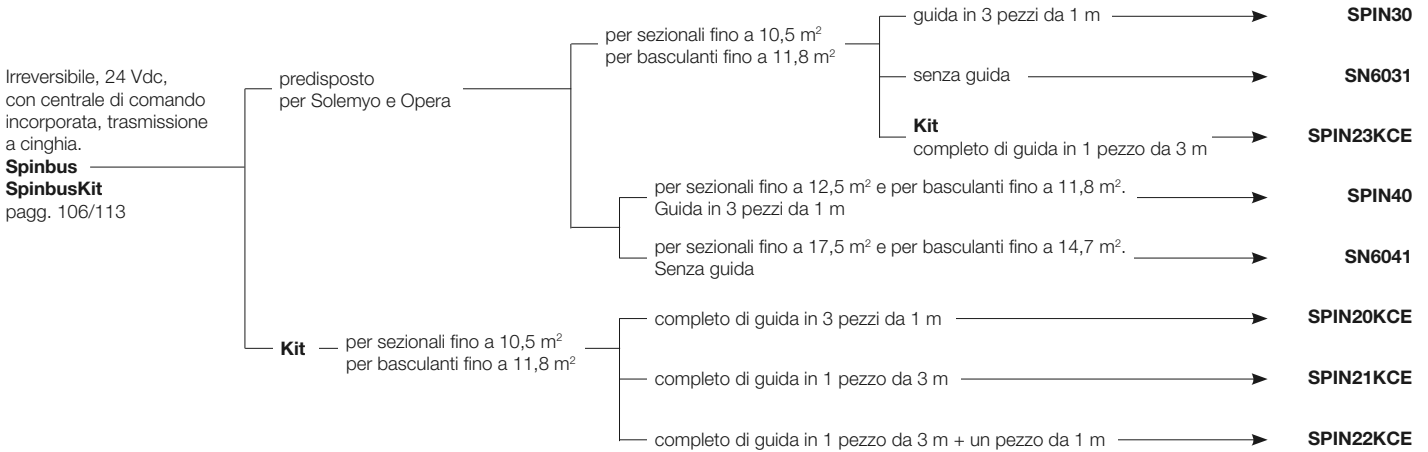 Irreversibile, 24 Vdc,
con centrale di comando
incorporata, trasmissione
a cinghia.
Spinbus
SpinbusKit
pagg. 106/113
predisposto
per Solemyo e Opera
per sezionali fino a 10,5 m²
per basculanti fino a 11,8 m²
guida in 3 pezzi da 1 m
SPIN30
senza guida
SN6031
Kit
completo di guida in 1 pezzo da 3 m
SPIN23KCE
per sezionali fino a 12,5 m² e per basculanti fino a 11,8 m².
Guida in 3 pezzi da 1 m
SPIN40
per sezionali fino a 17,5 m² e per basculanti fino a 14,7 m².
Senza guida
SN6041
Kit
per sezionali fino a 10,5 m²
per basculanti fino a 11,8 m²
completo di guida in 3 pezzi da 1 m
SPIN20KCE
completo di guida in 1 pezzo da 3 m
SPIN21KCE
completo di guida in 1 pezzo da 3 m + un pezzo da 1 m
SPIN22KCE